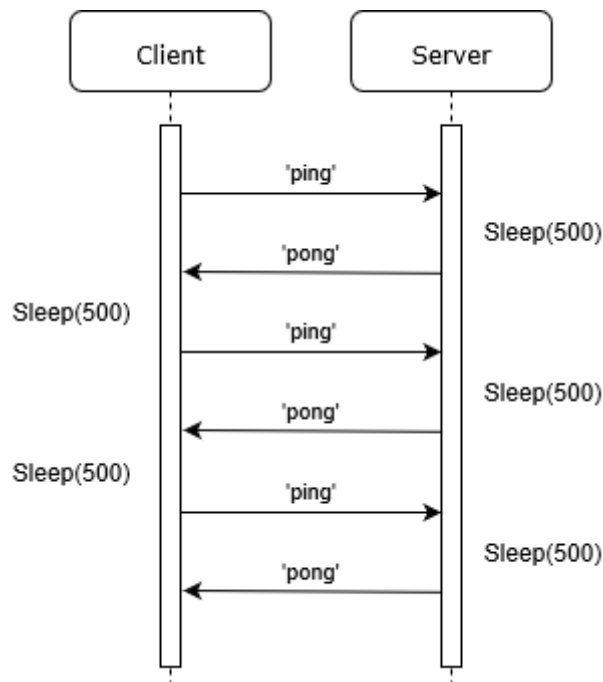 Client
Server
'ping'
Sleep(500)
'pong'
Sleep(500)
'ping'
Sleep(500)
'pong'
Sleep(500)
'ping'
Sleep(500)
'pong'